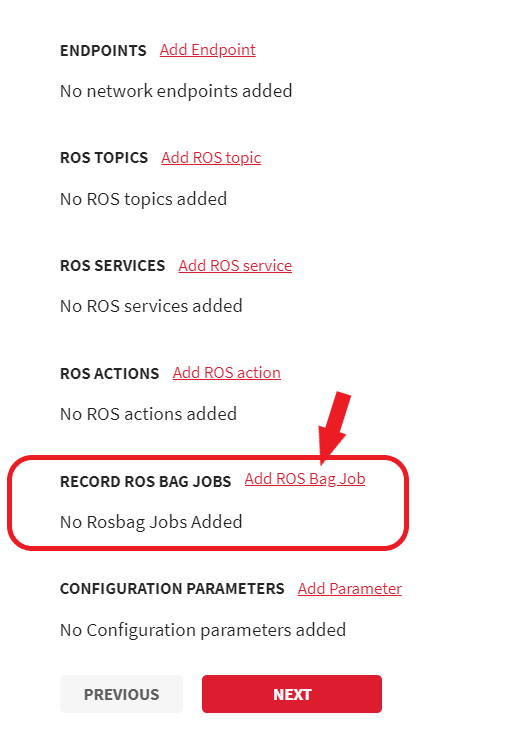 ENDPOINTS Add Endpoint
No network endpoints added
ROS TOPICS Add ROS topic
No ROS topics added
ROS SERVICES Add ROS service
No ROS services added
ROS ACTIONS Add ROS action
No ROS actions added
RECORD ROS BAG JOBS Add ROS Bag Job
No Rosbag Jobs Added
CONFIGURATION PARAMETERS Add Parameter
No Configuration parameters added
PREVIOUS NEXT